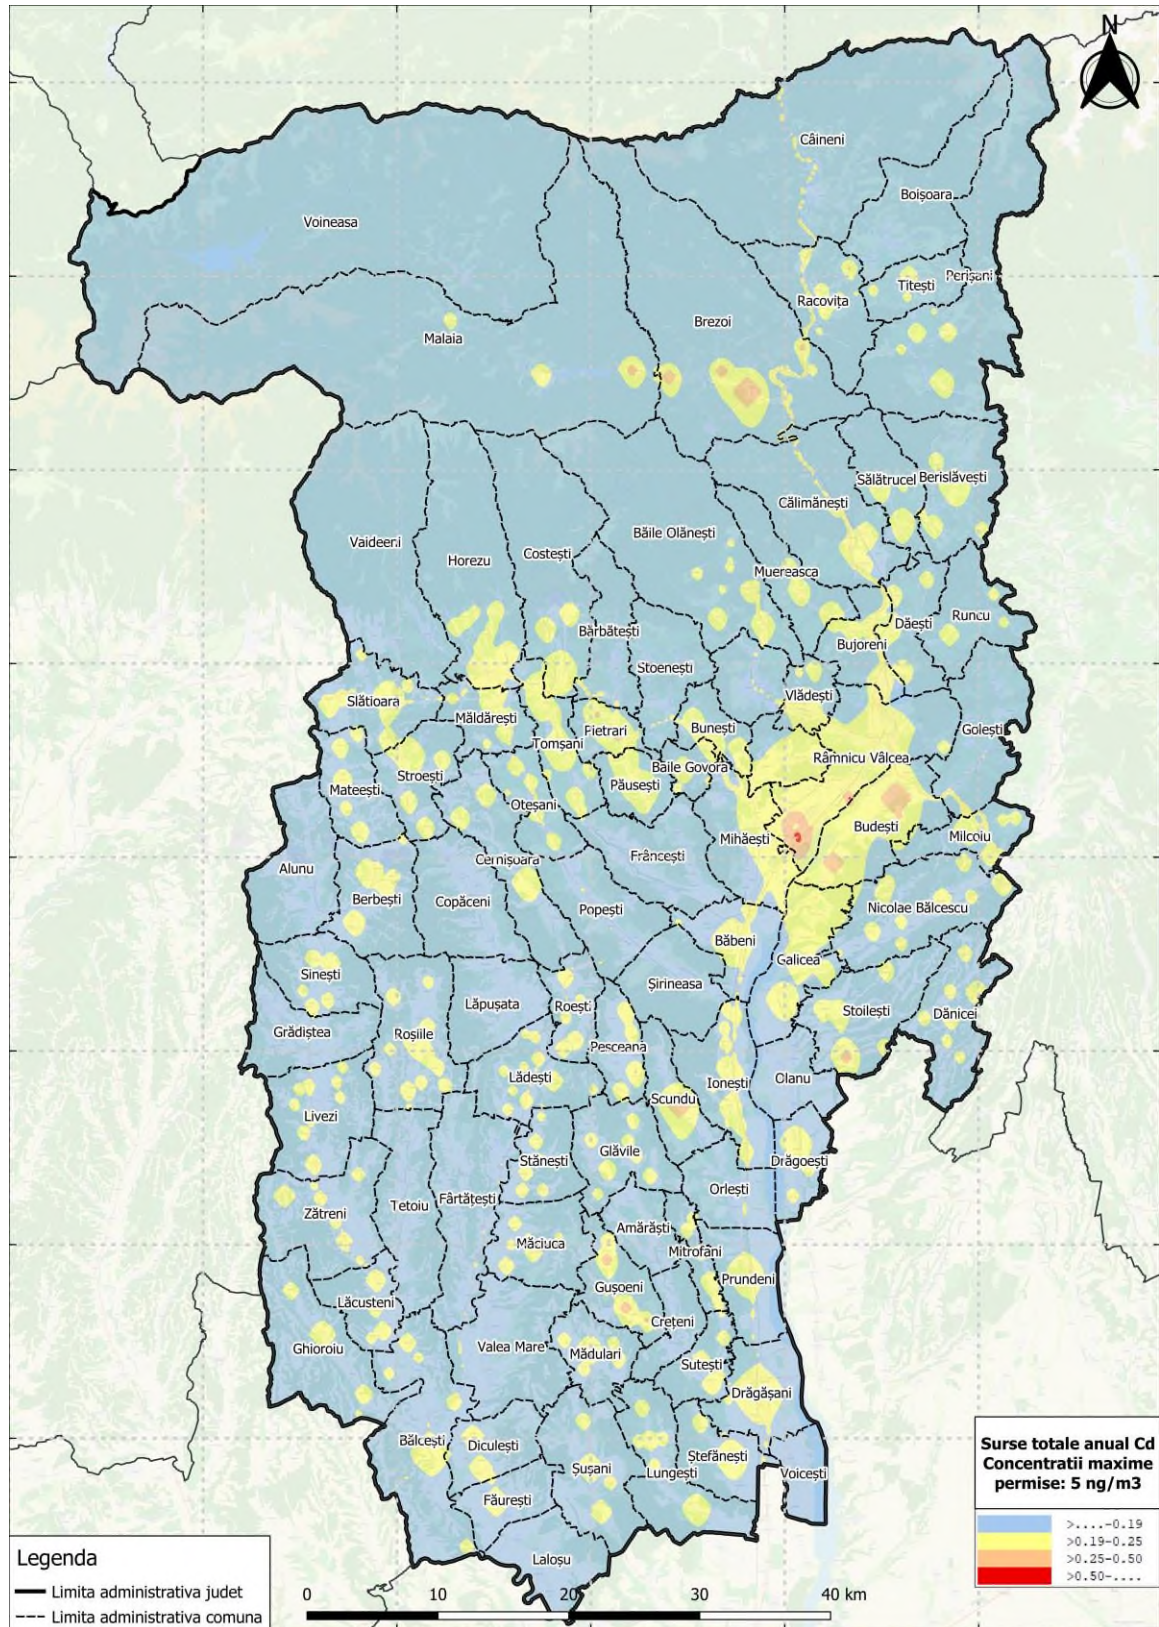 N
Câineni
Boișoara
Voineasa
Perișani
Titești
Racovița
Brezoi
Malaia
Sălătrucel
Berislăvești
Călimănești
Băile Olănești
Vaideeni
Costești
Horezu
Muereasca
Runcu
Dăești
Bărbătești
Bujoreni
Stoenești
Vlădești
Slătioara
Măldărești
Bunești
Pietrari
Golești
Tomșani
Râmnicu Vâlcea
Baile Govora
Stroești
Păusești
Mateești
Oteșani
Budești
Milcoiu
Mihăești
Frâncești
Cernișoara
Alunu
Berbești
Copăceni
Nicolae Bălcescu
Popești
Băbeni
Galicea
Sinești
Șirineasa
Lăpușata
Roești
Stoilești
Dănicei
Grădiștea
Roșiile
Pesceana
Lădești
Olanu
Ionești
Scundu
Livezi
Glăvile
Stănești
Drăgoești
Orlești
Fârtățești
Tetoiu
Zătreni
Amărăști
Măciuca
Mitrofani
Prundeni
Gușoeni
Lăcusteni
Crețeni
Valea Mare
Ghioroiu
Mădulari
Sutești
Drăgășani
Bălcești
Diculești
Șușani
Lungești
Ștefănești
Voicești
Făurești
Laloșu
Surse totale anual Cd
Concentratii maxime
permise: 5 ng/m3
>....-0.19
>0.19-0.25
>0.25-0.50
>0.50-....
Legenda
Limita administrativa judet
Limita administrativa comuna
0 10 20 30 40 km